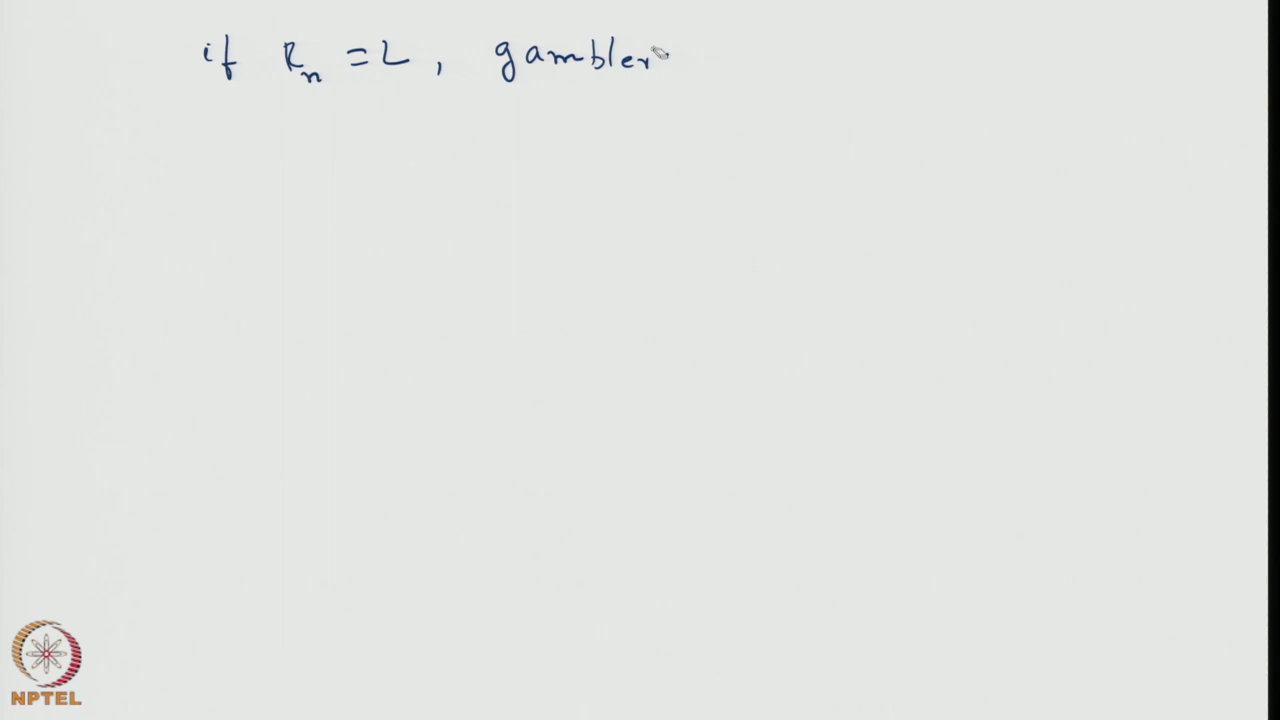 if R_n = L, gambler
NPTEL